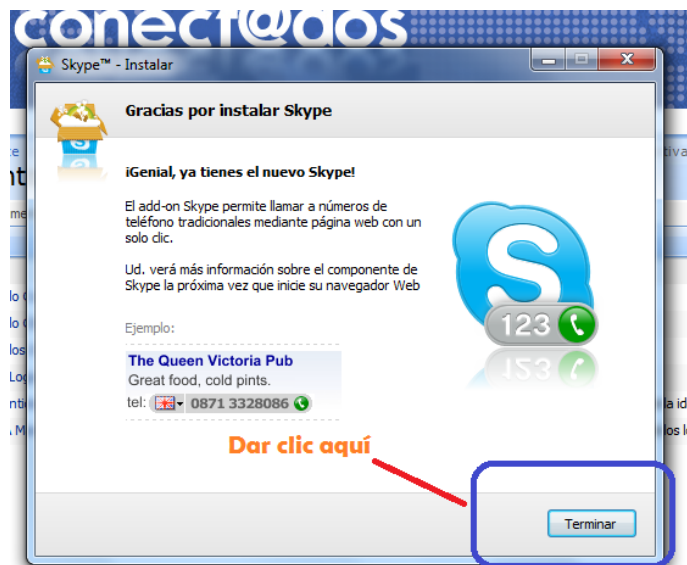 conect@dos
Skype™ - Instalar
Gracias por instalar Skype
¡Genial, ya tienes el nuevo Skype!
El add-on Skype permite llamar a números de
teléfono tradicionales mediante página web con un
solo clic.
Ud. verá más información sobre el componente de
Skype la próxima vez que inicie su navegador Web
S
123
Ejemplo:
The Queen Victoria Pub
Great food, cold pints.
tel: 0871 3328086
Dar clic aquí
Terminar